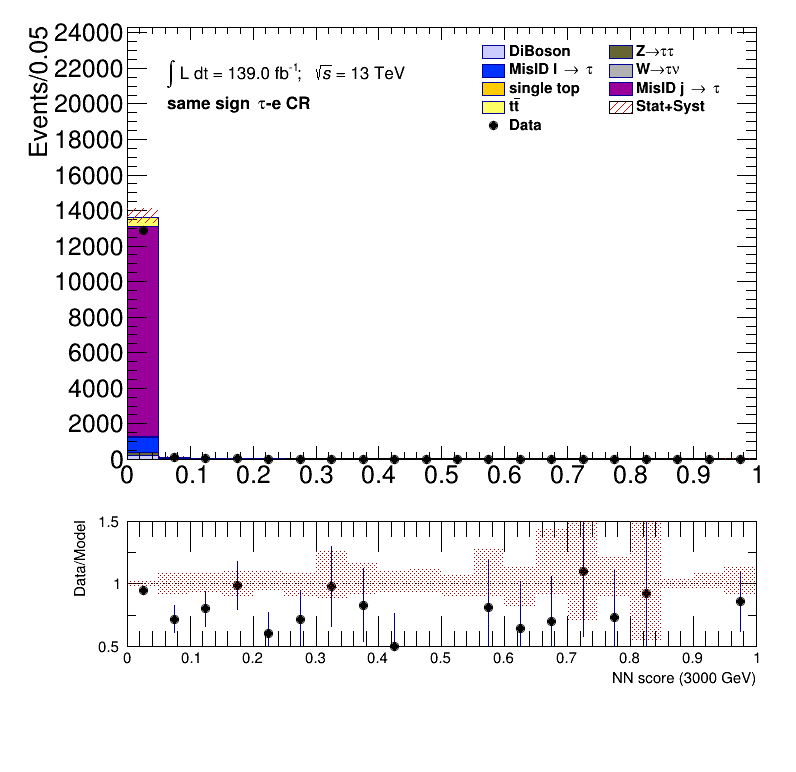 24000
22000
20000
18000
16000
14000
12000
10000
8000
6000
4000
2000
0
Events/0.05
∫ L dt = 139.0 fb⁻¹; √s = 13 TeV
same sign τ-e CR
DiBoson
MisID l → τ
single top
tt̄
Data
Z→ττ
W→τν
MisID j → τ
Stat+Syst
0 0.1 0.2 0.3 0.4 0.5 0.6 0.7 0.8 0.9 1
Data/Model
1.5
1
0.5
0 0.1 0.2 0.3 0.4 0.5 0.6 0.7 0.8 0.9 1
NN score (3000 GeV)